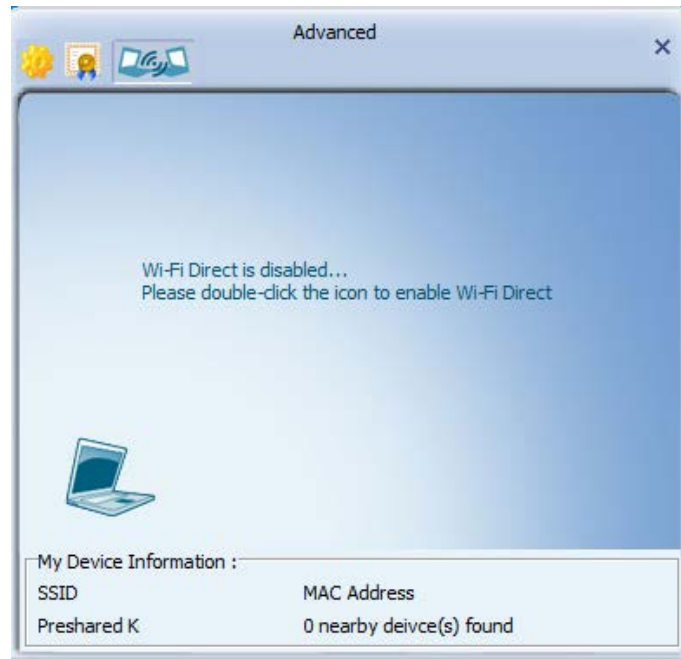 Advanced
Wi-Fi Direct is disabled...
Please double-click the icon to enable Wi-Fi Direct
My Device Information :
SSID MAC Address
Preshared K 0 nearby deivce(s) found